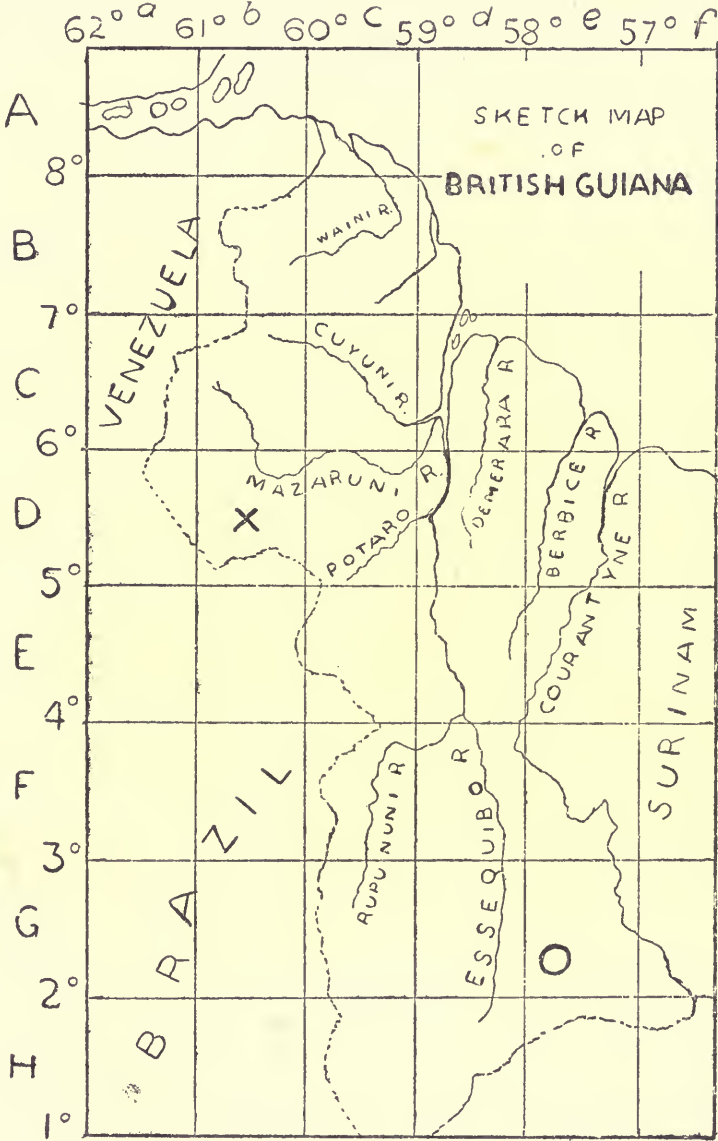 62° a 61° b 60° c 59° d 58° e 57° f
A
SKETCH MAP
OF
BRITISH GUIANA
8°
B
WAINI R.
VENEZUELA
7°
CUYUNI R.
C
6°
MAZARUNI R.
DEMERARA R
BERBICE R
D
X
POTARO
COURANTYNE R
5°
E
SURINAM
4°
F
BRAZIL
RUPUNUNI R
ESSEQUIBO R
3°
G
O
2°
H
1°